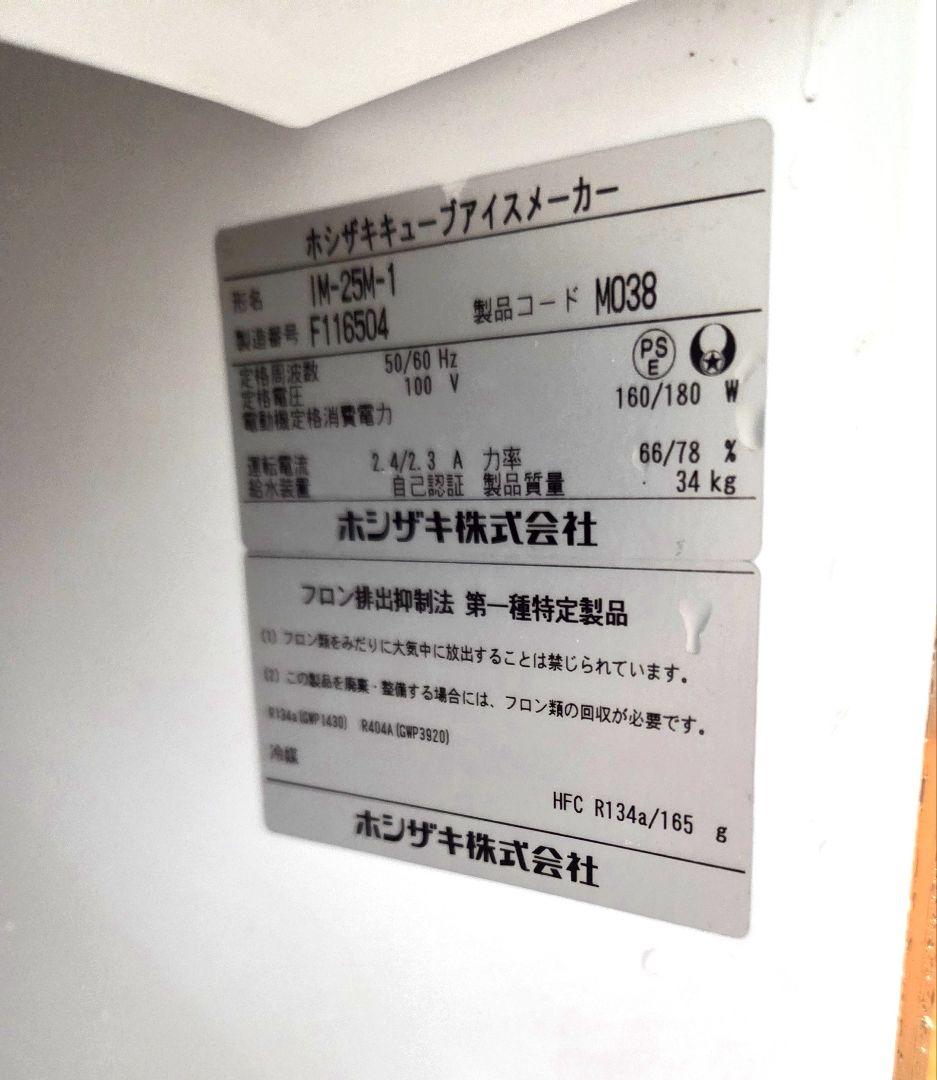 ホシザキキューブアイスメーカー
形名 IM-25M-1
製品コード M038
製造番号 F116504
PS
E
定格周波数 50/60 Hz
定格電圧 100 V
電動機定格消費電力 160/180 W
運転電流 2.4/2.3 A 力率 66/78 %
給水装置 自己認証 製品質量 34 kg
ホシザキ株式会社
フロン排出抑制法 第一種特定製品
(1) フロン類をみだりに大気中に放出することは禁じられています。
(2) この製品を廃棄・整備する場合には、フロン類の回収が必要です。
R134a(GWP1430) R404A(GWP3920)
冷媒
HFC R134a/165 g
ホシザキ株式会社